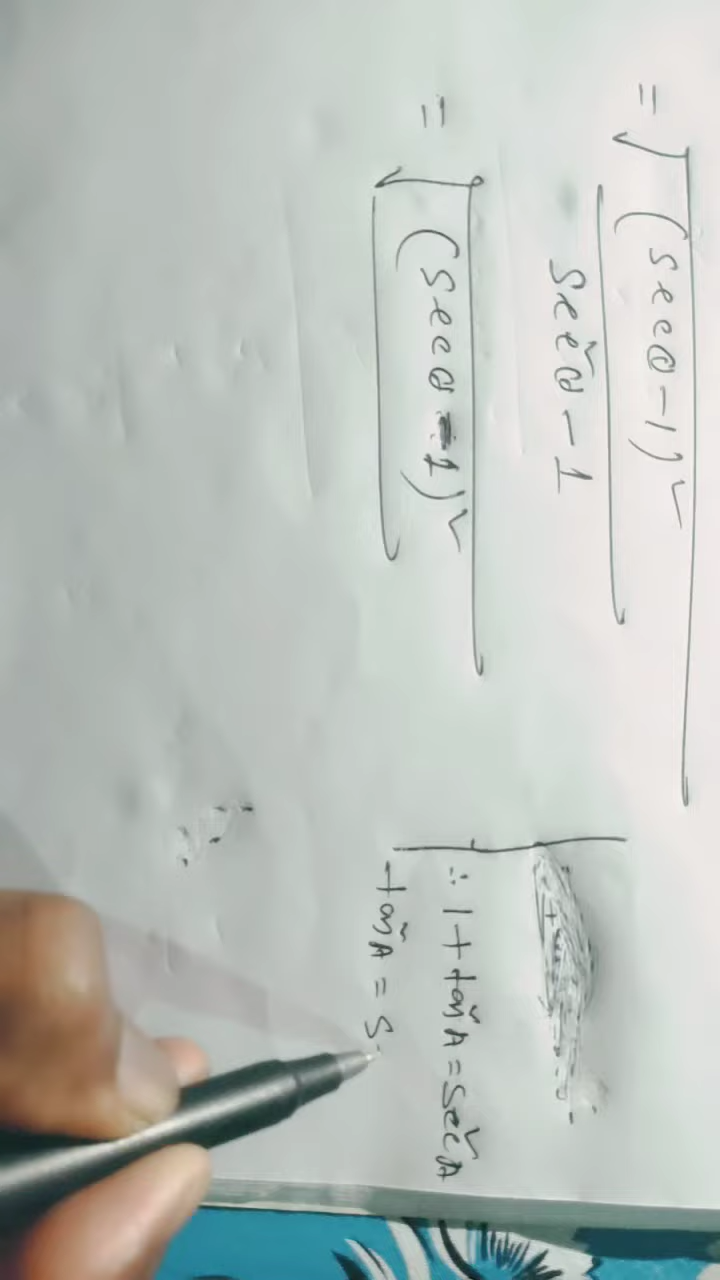 = √(secθ-1)²
sec²θ-1
= √(secθ-1)²
∴ 1+tan²A = sec²A
tan²A = S